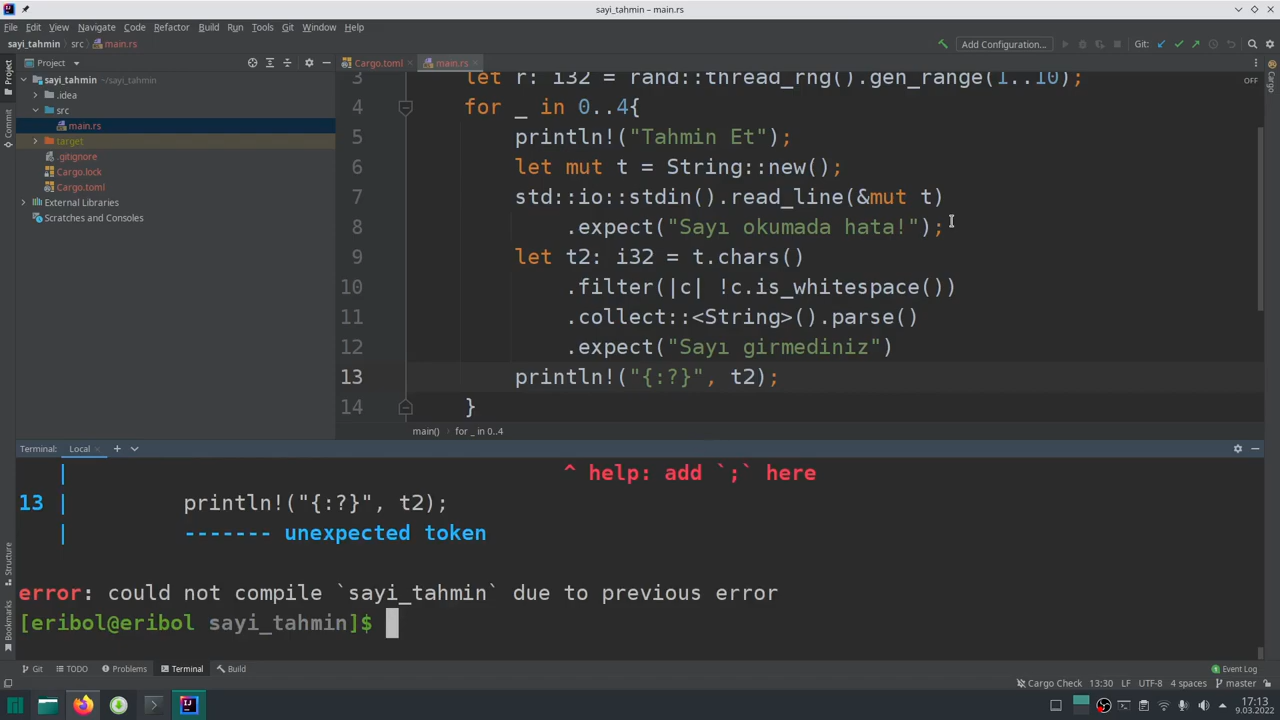 sayi_tahmin – main.rs
File Edit View Navigate Code Refactor Build Run Tools Git Window Help
sayi_tahmin src main.rs
Add Configuration...
Git:
Project
Cargo.toml
main.rs
OFF
sayi_tahmin ~/sayi_tahmin
.idea
src
main.rs
target
.gitignore
Cargo.lock
Cargo.toml
External Libraries
Scratches and Consoles
Project
Commit
Structure
Bookmarks
Cargo
3 let r: i32 = rand::thread_rng().gen_range(1..10);
4 for _ in 0..4{
5 println!("Tahmin Et");
6 let mut t = String::new();
7 std::io::stdin().read_line(&mut t)
8 .expect("Sayı okumada hata!");
9 let t2: i32 = t.chars()
10 .filter(|c| !c.is_whitespace())
11 .collect::<String>().parse()
12 .expect("Sayı girmediniz")
13 println!("{:?}", t2);
14 }
main() for _ in 0..4
Terminal: Local
| ^ help: add `;` here
13 | println!("{:?}", t2);
| ------- unexpected token
error: could not compile `sayi_tahmin` due to previous error
[eribol@eribol sayi_tahmin]$
Git TODO Problems Terminal Build
Event Log
Cargo Check 13:30 LF UTF-8 4 spaces master
17:13
9.03.2022